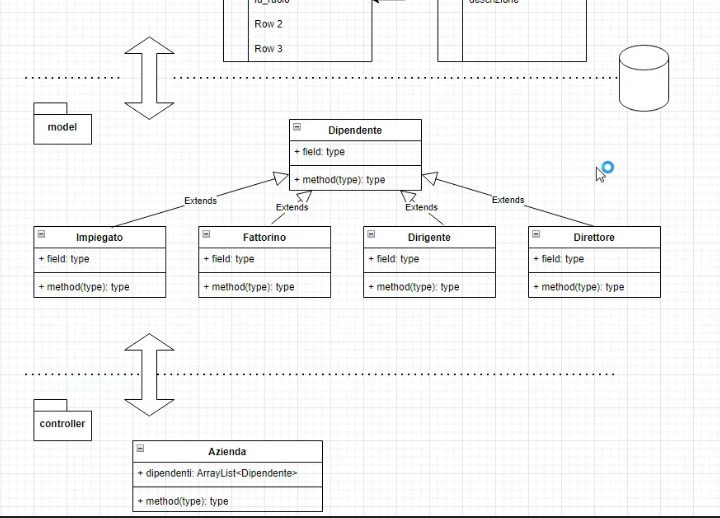 id_ruolo
descrizione
Row 2
Row 3
model
Dipendente
+ field: type
+ method(type): type
Extends
Extends
Extends
Extends
Impiegato
+ field: type
+ method(type): type
Fattorino
+ field: type
+ method(type): type
Dirigente
+ field: type
+ method(type): type
Direttore
+ field: type
+ method(type): type
controller
Azienda
+ dipendenti: ArrayList<Dipendente>
+ method(type): type